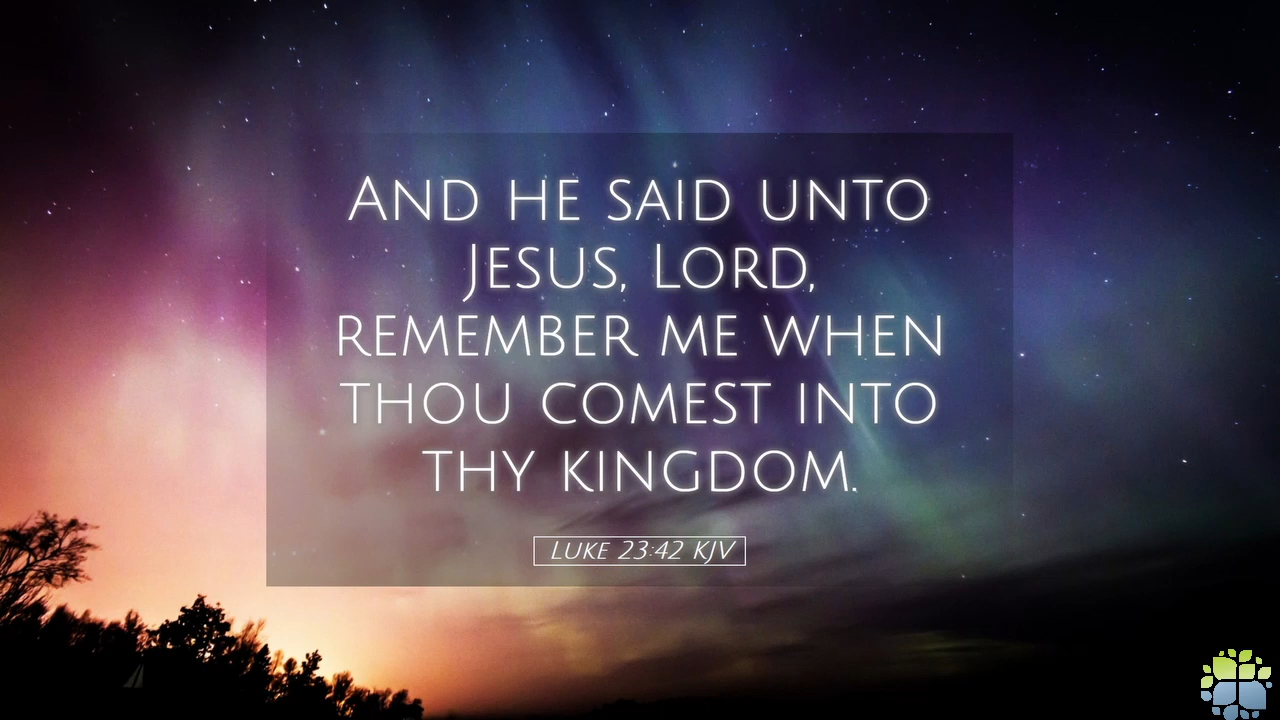 And he said unto
Jesus, Lord,
remember me when
thou comest into
thy kingdom.
Luke 23:42 KJV